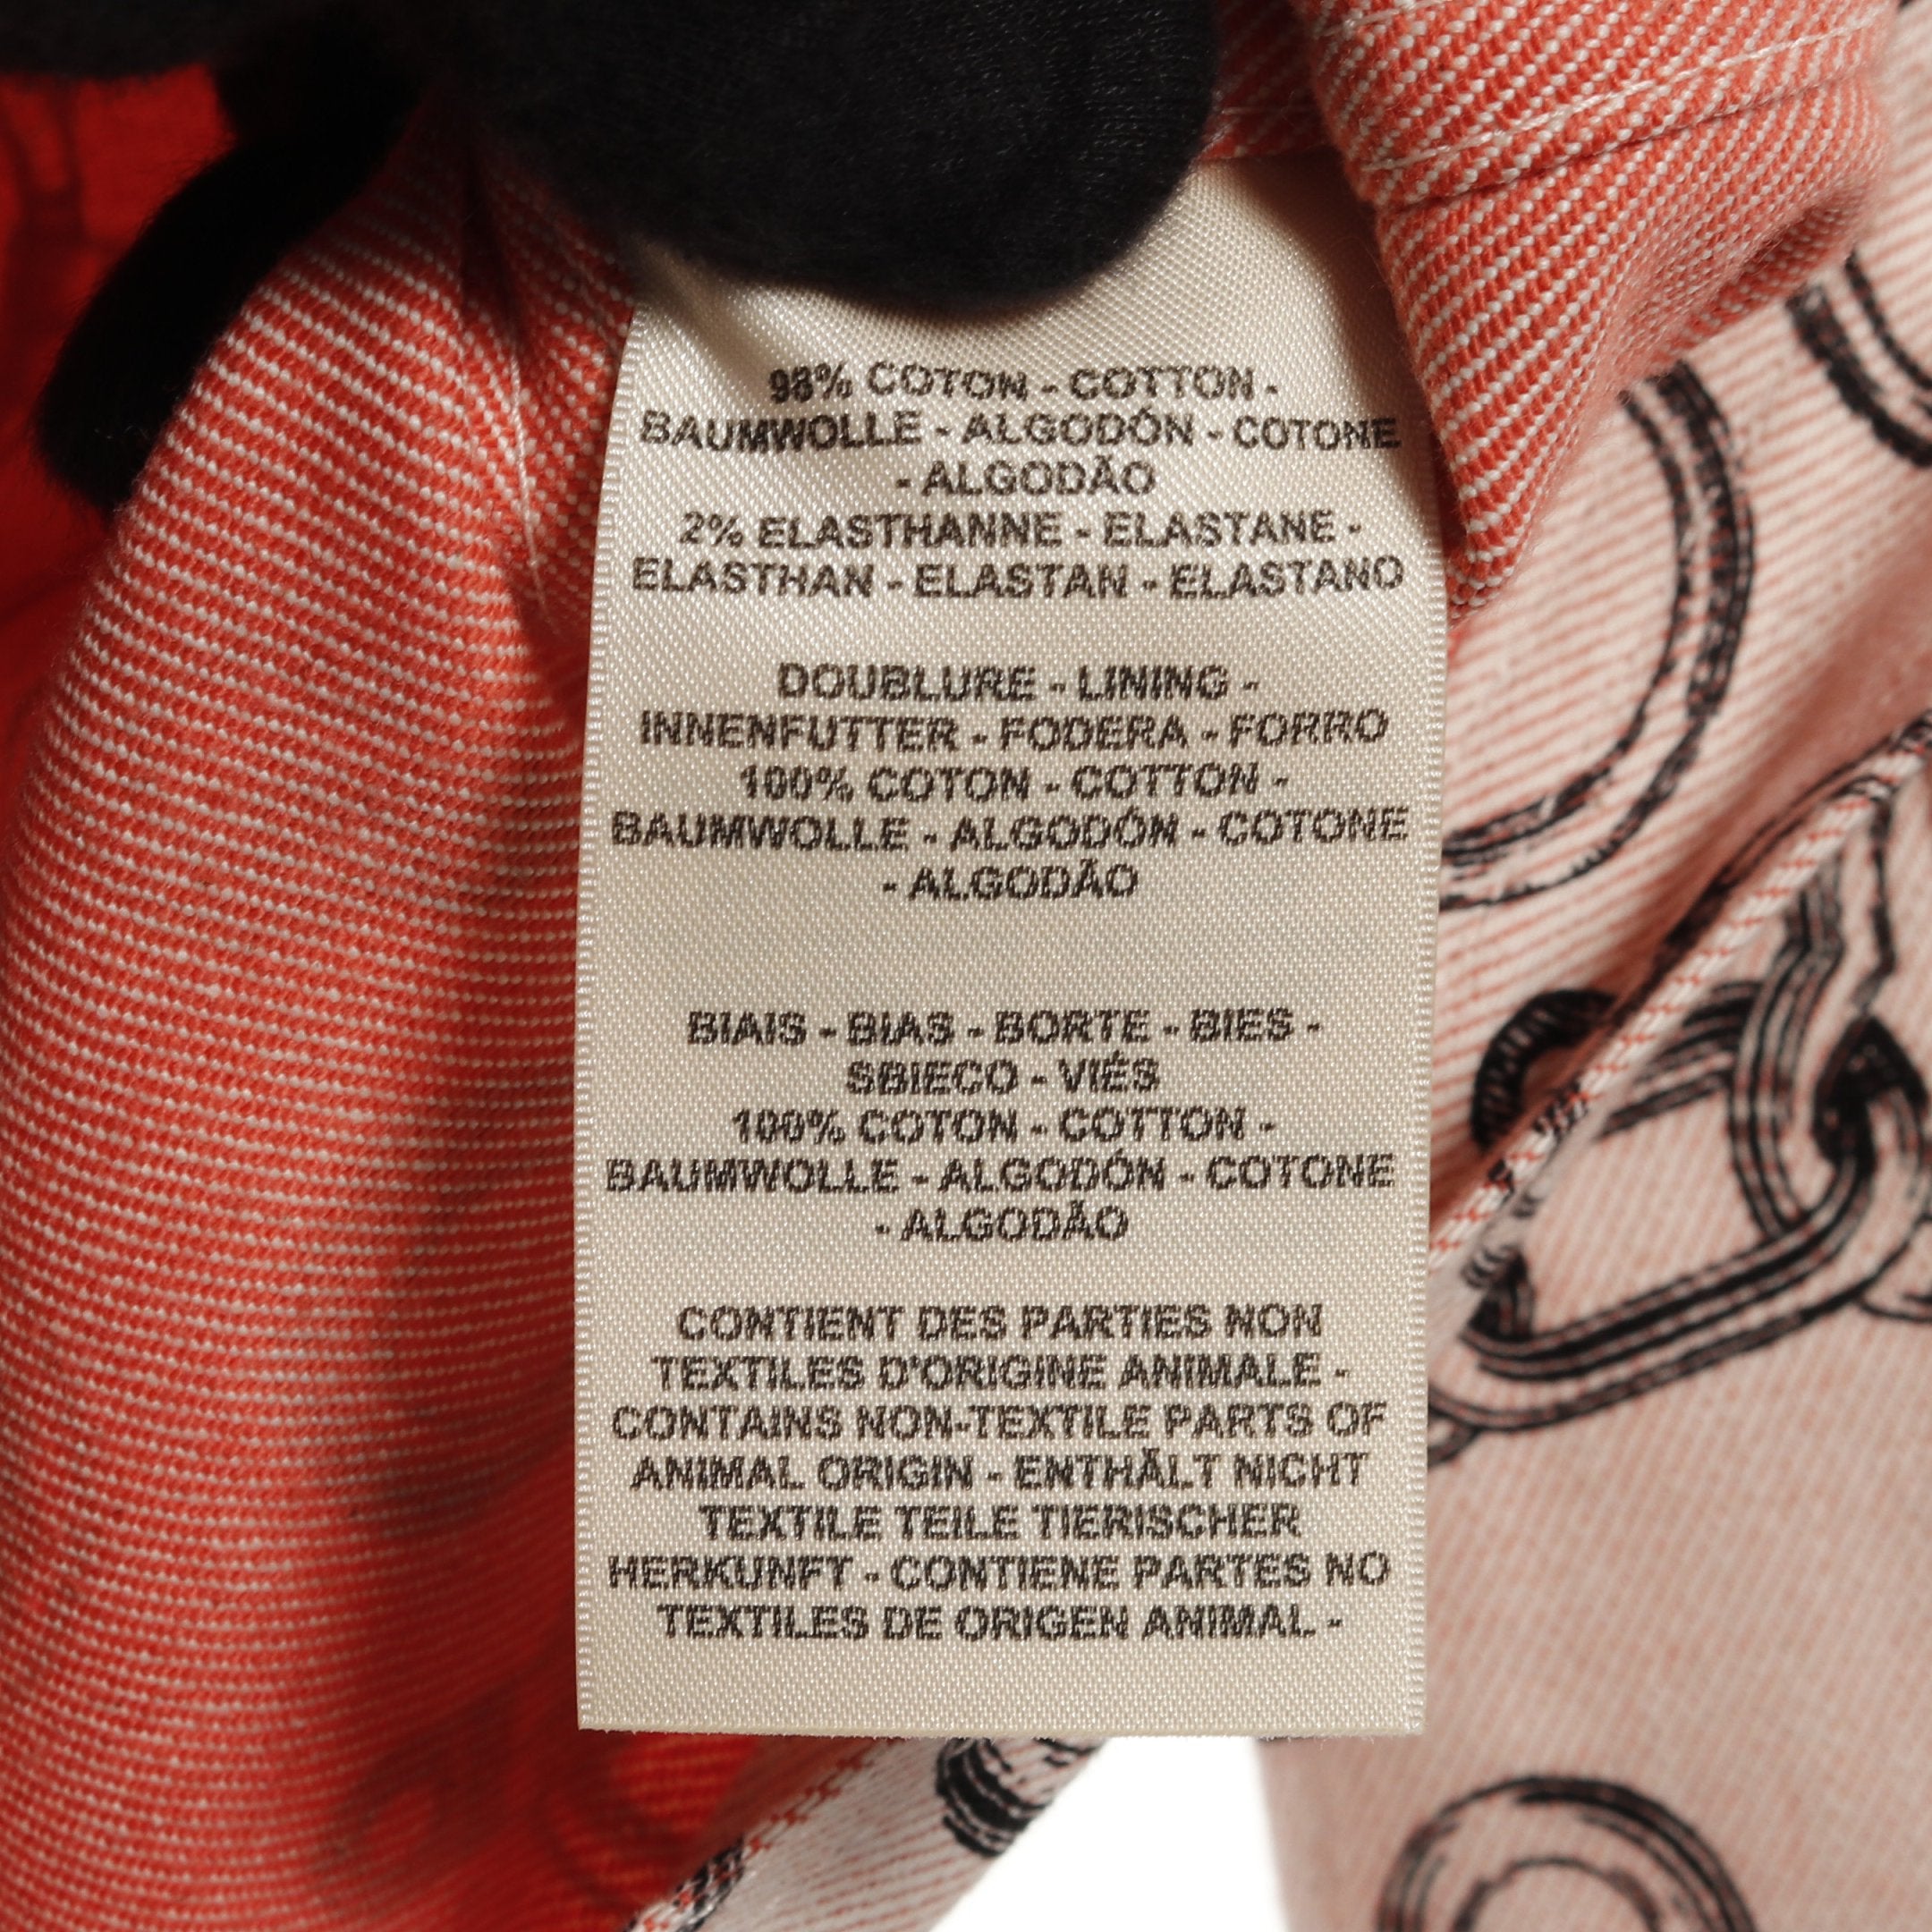 98% COTON - COTTON -
BAUMWOLLE - ALGODÓN - COTONE
- ALGODÃO
2% ELASTHANNE - ELASTANE -
ELASTHAN - ELASTAN - ELASTANO
DOUBLURE - LINING -
INNENFUTTER - FODERA - FORRO
100% COTON - COTTON -
BAUMWOLLE - ALGODÓN - COTONE
- ALGODÃO
BIAIS - BIAS - BORTE - BIES -
SBIECO - VIÉS
100% COTON - COTTON -
BAUMWOLLE - ALGODÓN - COTONE
- ALGODÃO
CONTIENT DES PARTIES NON
TEXTILES D'ORIGINE ANIMALE -
CONTAINS NON-TEXTILE PARTS OF
ANIMAL ORIGIN - ENTHÄLT NICHT
TEXTILE TEILE TIERISCHER
HERKUNFT - CONTIENE PARTES NO
TEXTILES DE ORIGEN ANIMAL -